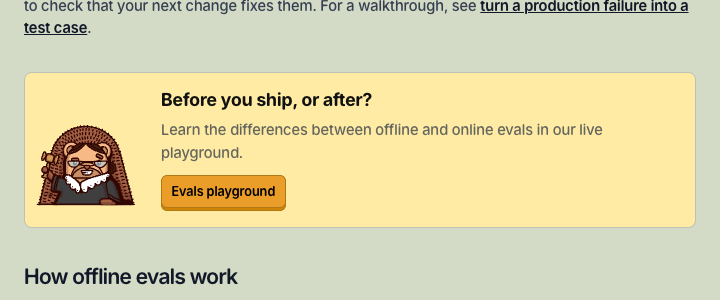 to check that your next change fixes them. For a walkthrough, see turn a production failure into a
test case.
Before you ship, or after?
Learn the differences between offline and online evals in our live
playground.
Evals playground
How offline evals work